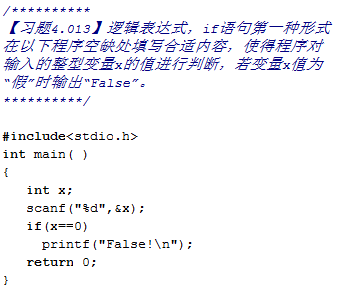 /**********
【习题4.013】逻辑表达式，if语句第一种形式
在以下程序空缺处填写合适内容，使得程序对
输入的整型变量x的值进行判断，若变量x值为
“假”时输出“False”。
**********/
#include<stdio.h>
int main( )
{
int x;
scanf("%d",&x);
if(x==0)
printf("False!\n");
return 0;
}